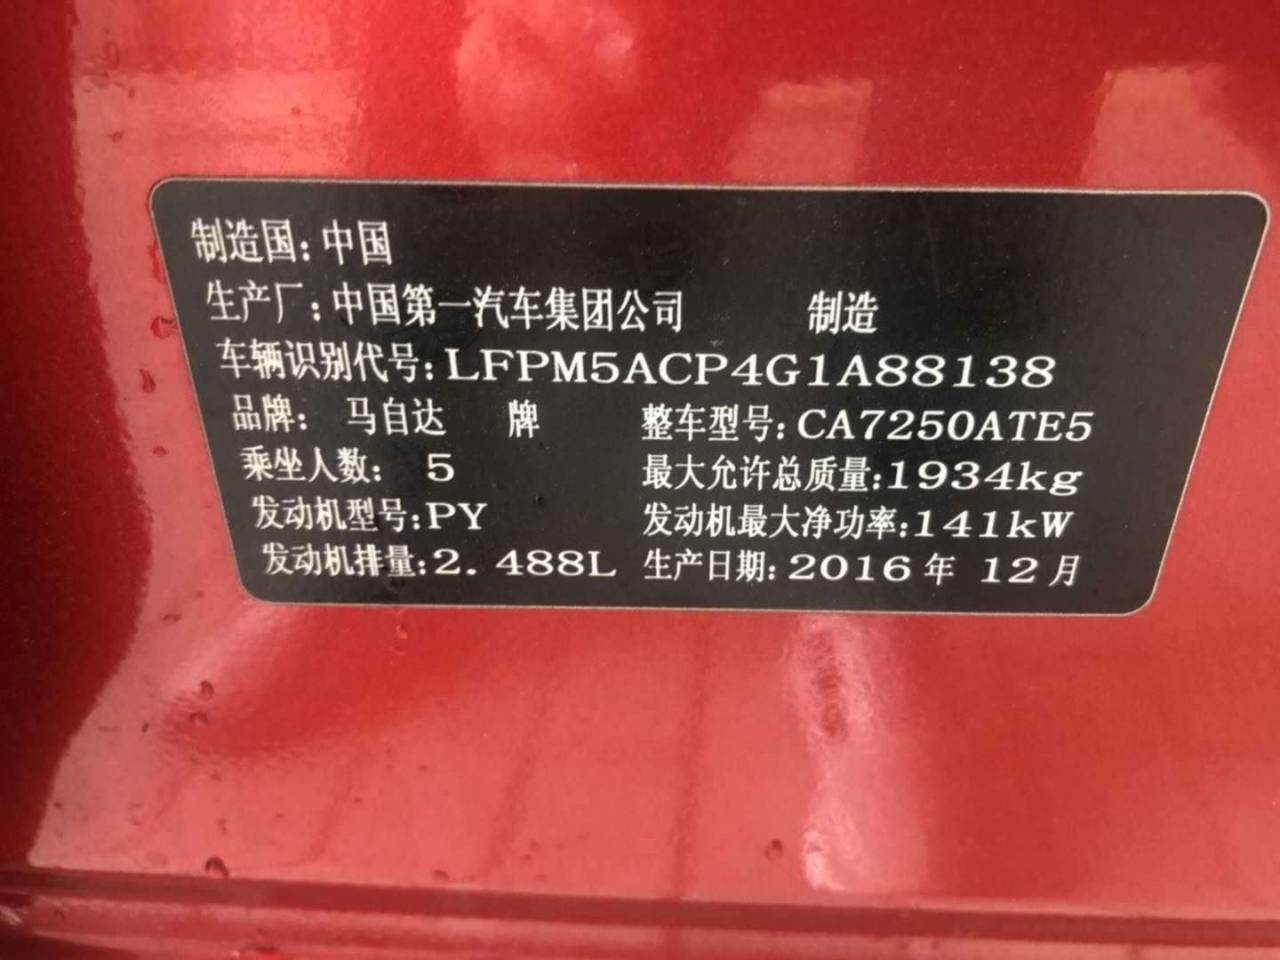 制造国:中国
生产厂:中国第一汽车集团公司 制造
车辆识别代号:LFPM5ACP4G1A88138
品牌: 马自达 牌 整车型号:CA7250ATE5
乘坐人数: 5 最大允许总质量:1934kg
发动机型号:PY 发动机最大净功率:141kW
发动机排量:2.488L 生产日期:2016年 12月